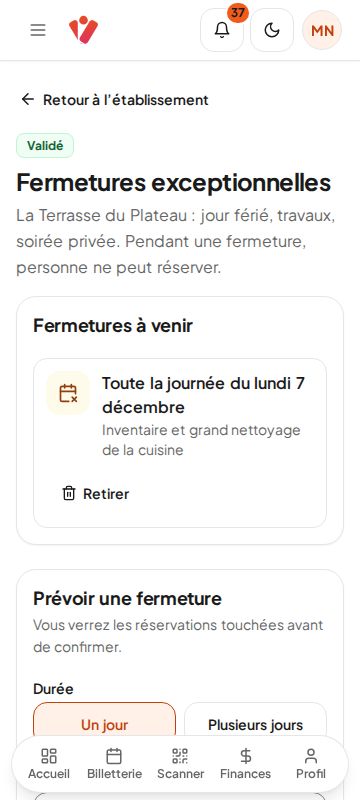 37
MN
Retour à l’établissement
Validé
Fermetures exceptionnelles
La Terrasse du Plateau : jour férié, travaux,
soirée privée. Pendant une fermeture,
personne ne peut réserver.
Fermetures à venir
Toute la journée du lundi 7
décembre
Inventaire et grand nettoyage
de la cuisine
Retirer
Prévoir une fermeture
Vous verrez les réservations touchées avant
de confirmer.
Durée
Un jour
Plusieurs jours
Accueil
Billetterie
Scanner
Finances
Profil